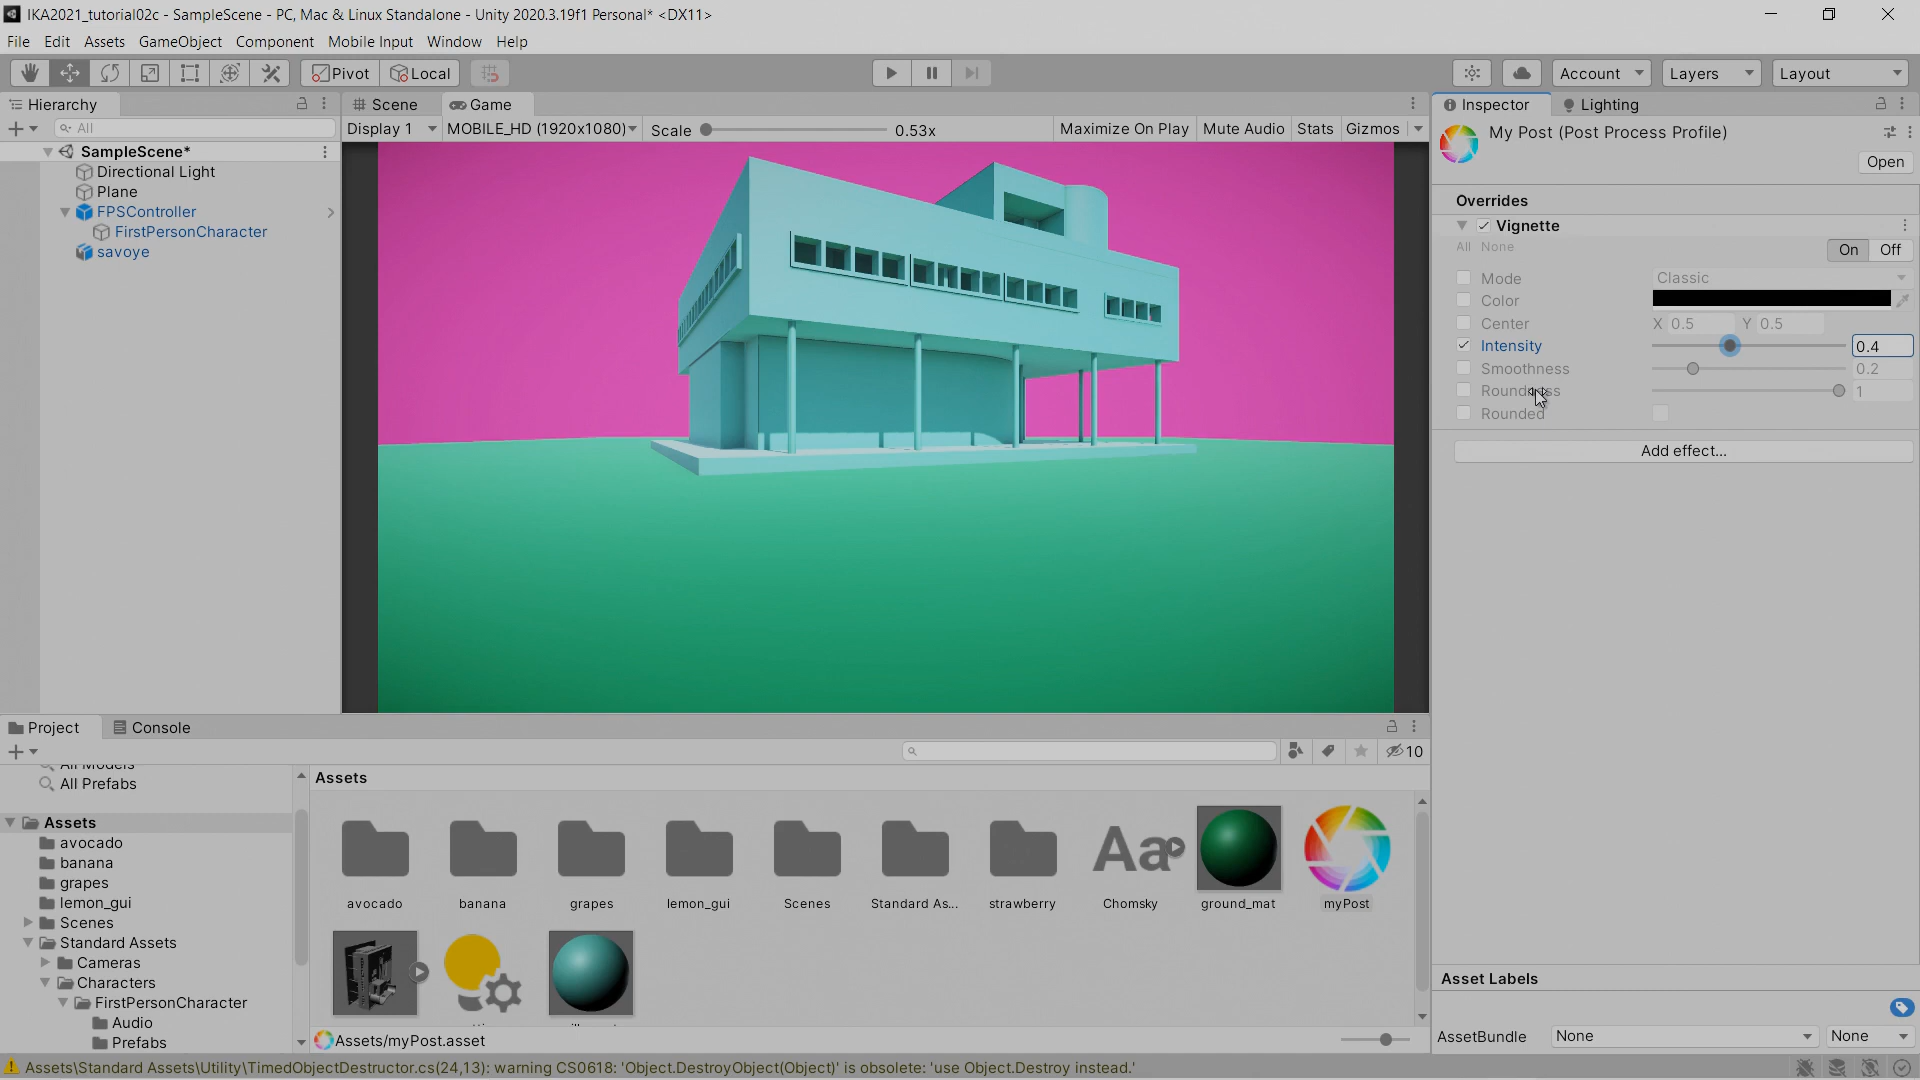 IKA2021_tutorial02c - SampleScene - PC, Mac & Linux Standalone - Unity 2020.3.19f1 Personal* <DX11>
File Edit Assets GameObject Component Mobile Input Window Help
Pivot Local Account Layers Layout
Hierarchy
All
SampleScene*
Directional Light
Plane
FPSController
FirstPersonCharacter
savoye
Scene Game
Display 1 MOBILE_HD (1920x1080) Scale 0.53x Maximize On Play Mute Audio Stats Gizmos
Inspector Lighting
My Post (Post Process Profile)
Open
Overrides
Vignette
All None On Off
Mode Classic
Color
Center X 0.5 Y 0.5
Intensity 0.4
Smoothness 0.2
Roundness 1
Rounded
Add effect...
Project Console
10
All Models
All Prefabs
Assets
avocado
banana
grapes
lemon_gui
Scenes
Standard Assets
Cameras
Characters
FirstPersonCharacter
Audio
Prefabs
Assets
Aa
avocado banana grapes lemon_gui Scenes Standard As... strawberry Chomsky ground_mat myPost
Assets/myPost.asset
Asset Labels
AssetBundle None None
Assets\Standard Assets\Utility\TimedObjectDestructor.cs(24,13): warning CS0618: 'Object.DestroyObject(Object)' is obsolete: 'use Object.Destroy instead.'